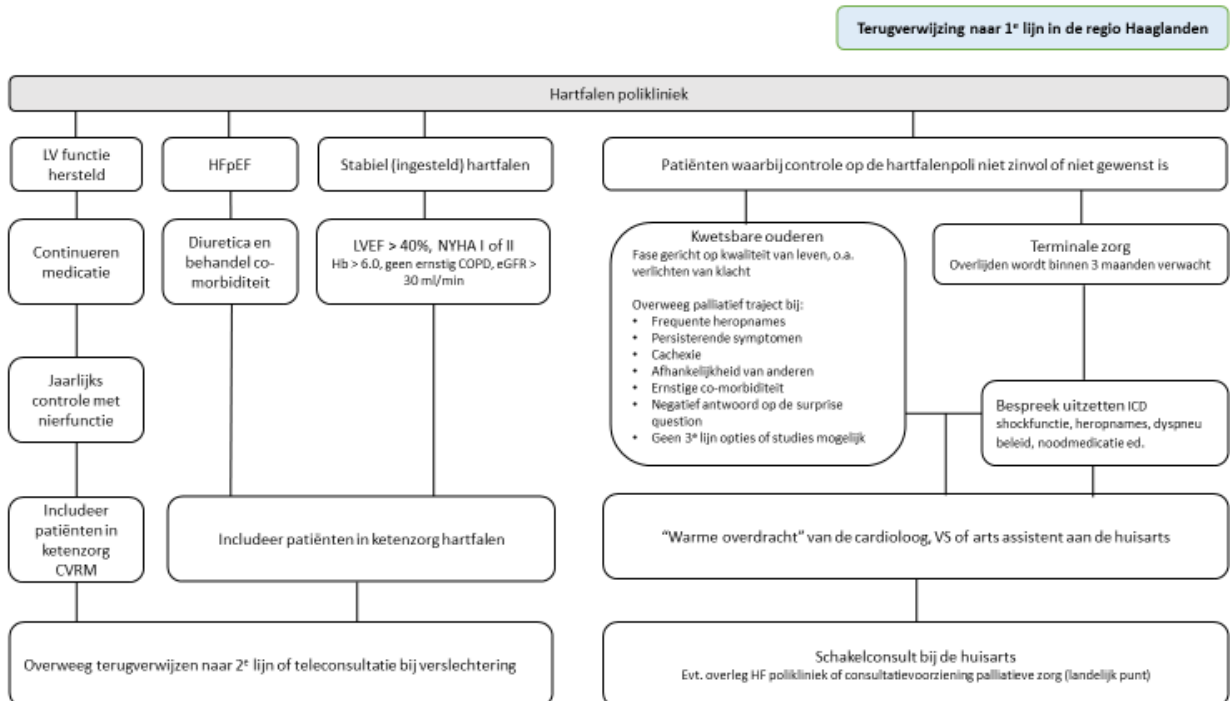 Terugverwijzing naar 1e lijn in de regio Haaglanden
Hartfalen polikliniek
LV functie
hersteld
HFpEF
Stabiel (ingesteld) hartfalen
Patiënten waarbij controle op de hartfalenpoli niet zinvol of niet gewenst is
Continueren
medicatie
Diuretica en
behandel co-
morbiditeit
LVEF > 40%, NYHA I of II
Hb > 6.0, geen ernstig COPD, eGFR >
30 ml/min
Kwetsbare ouderen
Fase gericht op kwaliteit van leven, o.a.
verlichten van klacht
Overweeg palliatief traject bij:
• Frequente heropnames
• Persisterende symptomen
• Cachexie
• Afhankelijkheid van anderen
• Ernstige co-morbiditeit
• Negatief antwoord op de surprise
question
• Geen 3e lijn opties of studies mogelijk
Terminale zorg
Overlijden wordt binnen 3 maanden verwacht
Jaarlijks
controle met
nierfunctie
Bespreek uitzetten ICD
shockfunctie, heropnames, dyspneu
beleid, noodmedicatie ed.
Includeer
patiënten in
ketenzorg
CVRM
Includeer patiënten in ketenzorg hartfalen
“Warme overdracht” van de cardioloog, VS of arts assistent aan de huisarts
Overweeg terugverwijzen naar 2e lijn of teleconsultatie bij verslechtering
Schakelconsult bij de huisarts
Evt. overleg HF polikliniek of consultatievoorziening palliatieve zorg (landelijk punt)